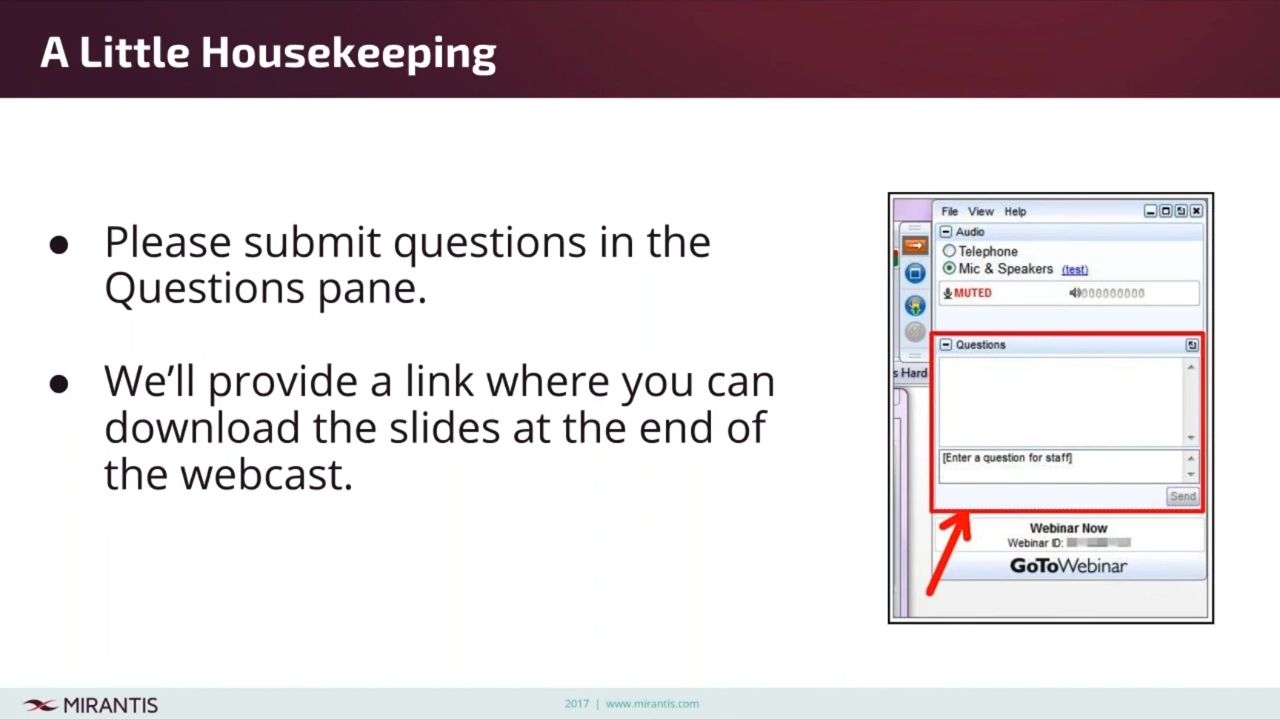 A Little Housekeeping
● Please submit questions in the
Questions pane.
● We’ll provide a link where you can
download the slides at the end of
the webcast.
File View Help
Audio
Telephone
Mic & Speakers (test)
MUTED
Questions
s Hard
[Enter a question for staff]
Send
Webinar Now
Webinar ID:
GoToWebinar
MIRANTIS
2017 | www.mirantis.com